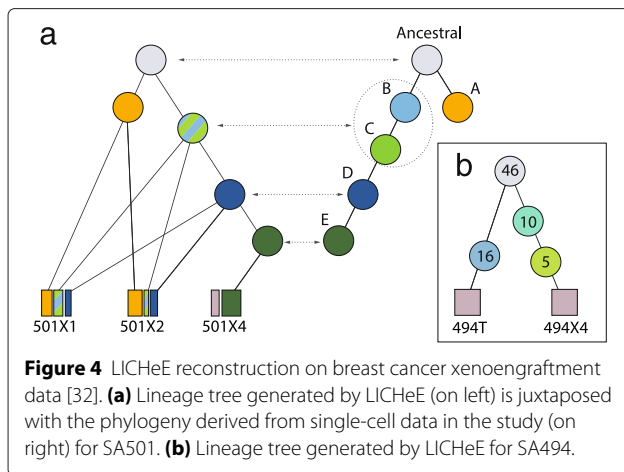 a
Ancestral
B
A
C
D
E
501X1
501X2
501X4
b
46
10
16
5
494T
494X4
Figure 4 LICHeE reconstruction on breast cancer xenoengraftment
data [32]. (a) Lineage tree generated by LICHeE (on left) is juxtaposed
with the phylogeny derived from single-cell data in the study (on
right) for SA501. (b) Lineage tree generated by LICHeE for SA494.